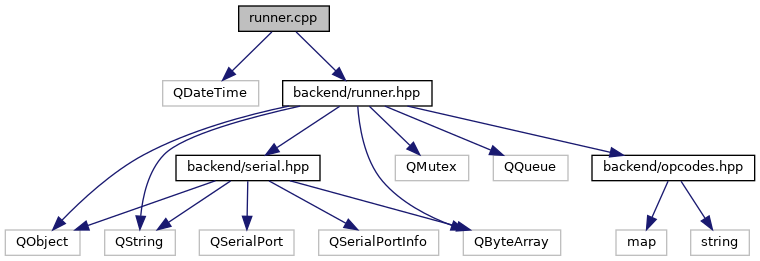 runner.cpp
QDateTime
backend/runner.hpp
backend/serial.hpp
QMutex
QQueue
backend/opcodes.hpp
QObject
QString
QSerialPort
QSerialPortInfo
QByteArray
map
string